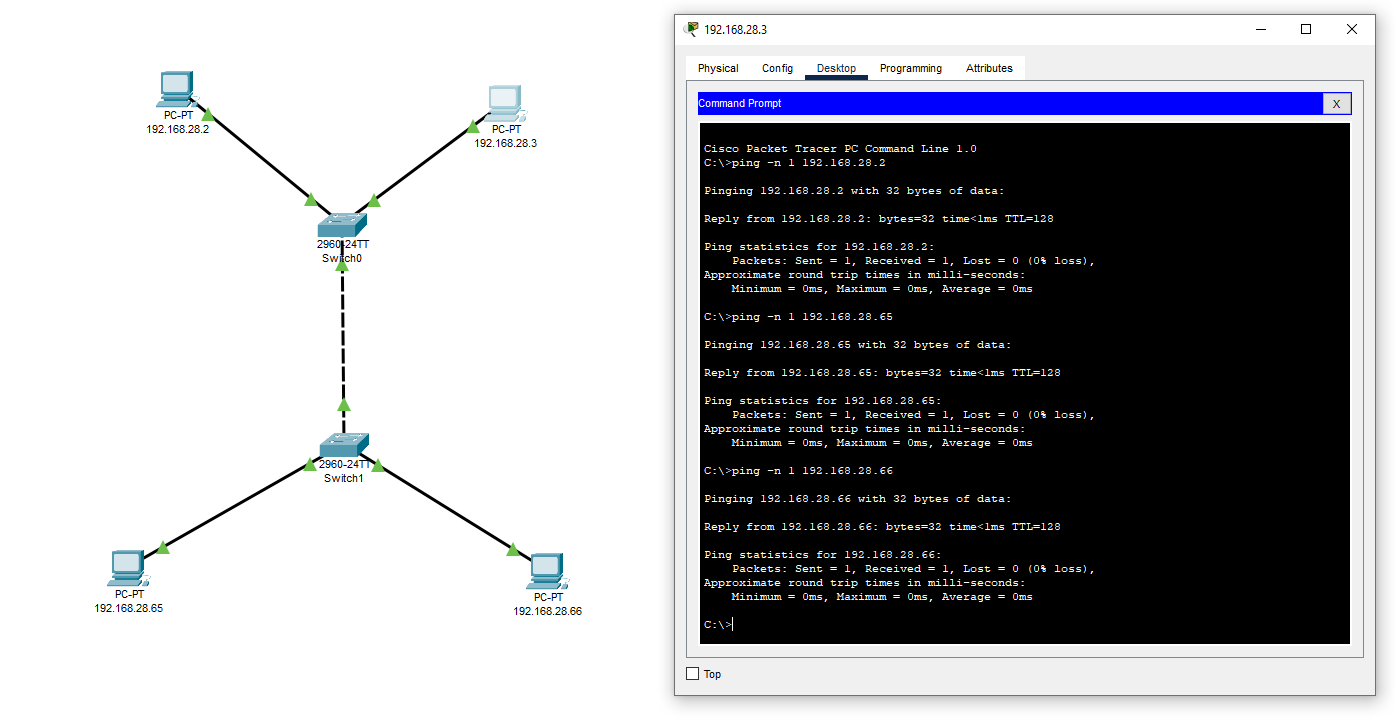 PC-PT
192.168.28.2
PC-PT
192.168.28.3
2960-24TT
Switch0
2960-24TT
Switch1
PC-PT
192.168.28.65
PC-PT
192.168.28.66
192.168.28.3
Physical Config Desktop Programming Attributes
Command Prompt X
Cisco Packet Tracer PC Command Line 1.0
C:\>ping -n 1 192.168.28.2
Pinging 192.168.28.2 with 32 bytes of data:
Reply from 192.168.28.2: bytes=32 time<1ms TTL=128
Ping statistics for 192.168.28.2:
Packets: Sent = 1, Received = 1, Lost = 0 (0% loss),
Approximate round trip times in milli-seconds:
Minimum = 0ms, Maximum = 0ms, Average = 0ms
C:\>ping -n 1 192.168.28.65
Pinging 192.168.28.65 with 32 bytes of data:
Reply from 192.168.28.65: bytes=32 time<1ms TTL=128
Ping statistics for 192.168.28.65:
Packets: Sent = 1, Received = 1, Lost = 0 (0% loss),
Approximate round trip times in milli-seconds:
Minimum = 0ms, Maximum = 0ms, Average = 0ms
C:\>ping -n 1 192.168.28.66
Pinging 192.168.28.66 with 32 bytes of data:
Reply from 192.168.28.66: bytes=32 time<1ms TTL=128
Ping statistics for 192.168.28.66:
Packets: Sent = 1, Received = 1, Lost = 0 (0% loss),
Approximate round trip times in milli-seconds:
Minimum = 0ms, Maximum = 0ms, Average = 0ms
C:\>
Top